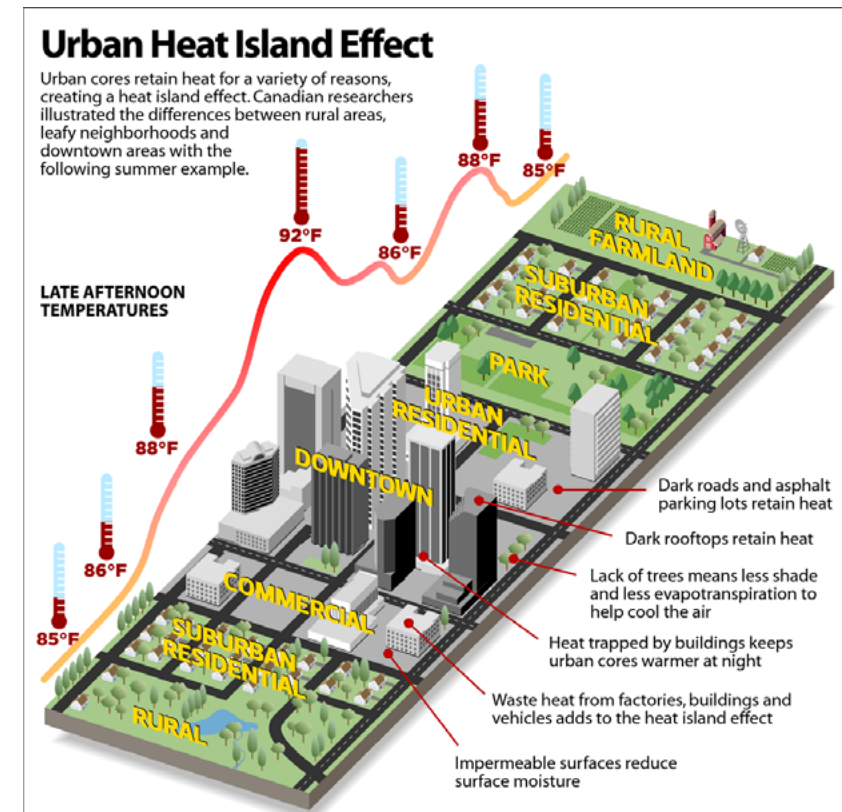 Urban Heat Island Effect
Urban cores retain heat for a variety of reasons,
creating a heat island effect. Canadian researchers
illustrated the differences between rural areas,
leafy neighborhoods and
downtown areas with the
following summer example.
88°F
85°F
92°F
86°F
LATE AFTERNOON
TEMPERATURES
88°F
86°F
85°F
RURAL
FARMLAND
SUBURBAN
RESIDENTIAL
PARK
URBAN
RESIDENTIAL
DOWNTOWN
COMMERCIAL
SUBURBAN
RESIDENTIAL
RURAL
Dark roads and asphalt
parking lots retain heat
Dark rooftops retain heat
Lack of trees means less shade
and less evapotranspiration to
help cool the air
Heat trapped by buildings keeps
urban cores warmer at night
Waste heat from factories, buildings and
vehicles adds to the heat island effect
Impermeable surfaces reduce
surface moisture